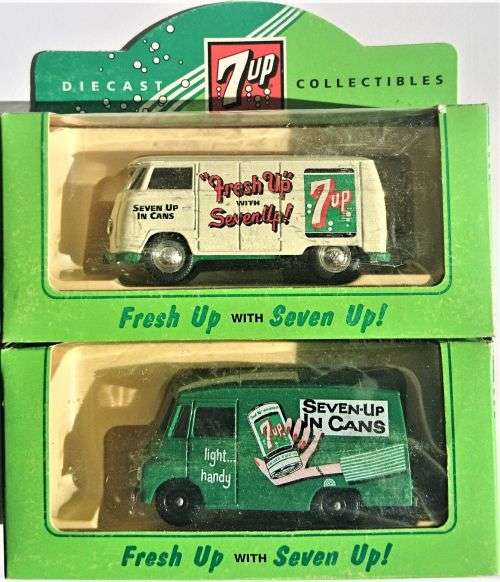 DIECAST 7UP COLLECTIBLES
"Fresh Up"
WITH
Seven Up!
SEVEN UP
IN CANS
7UP
Fresh Up WITH Seven Up!
SEVEN-UP
IN CANS
7UP
light....
handy
Fresh Up WITH Seven Up!